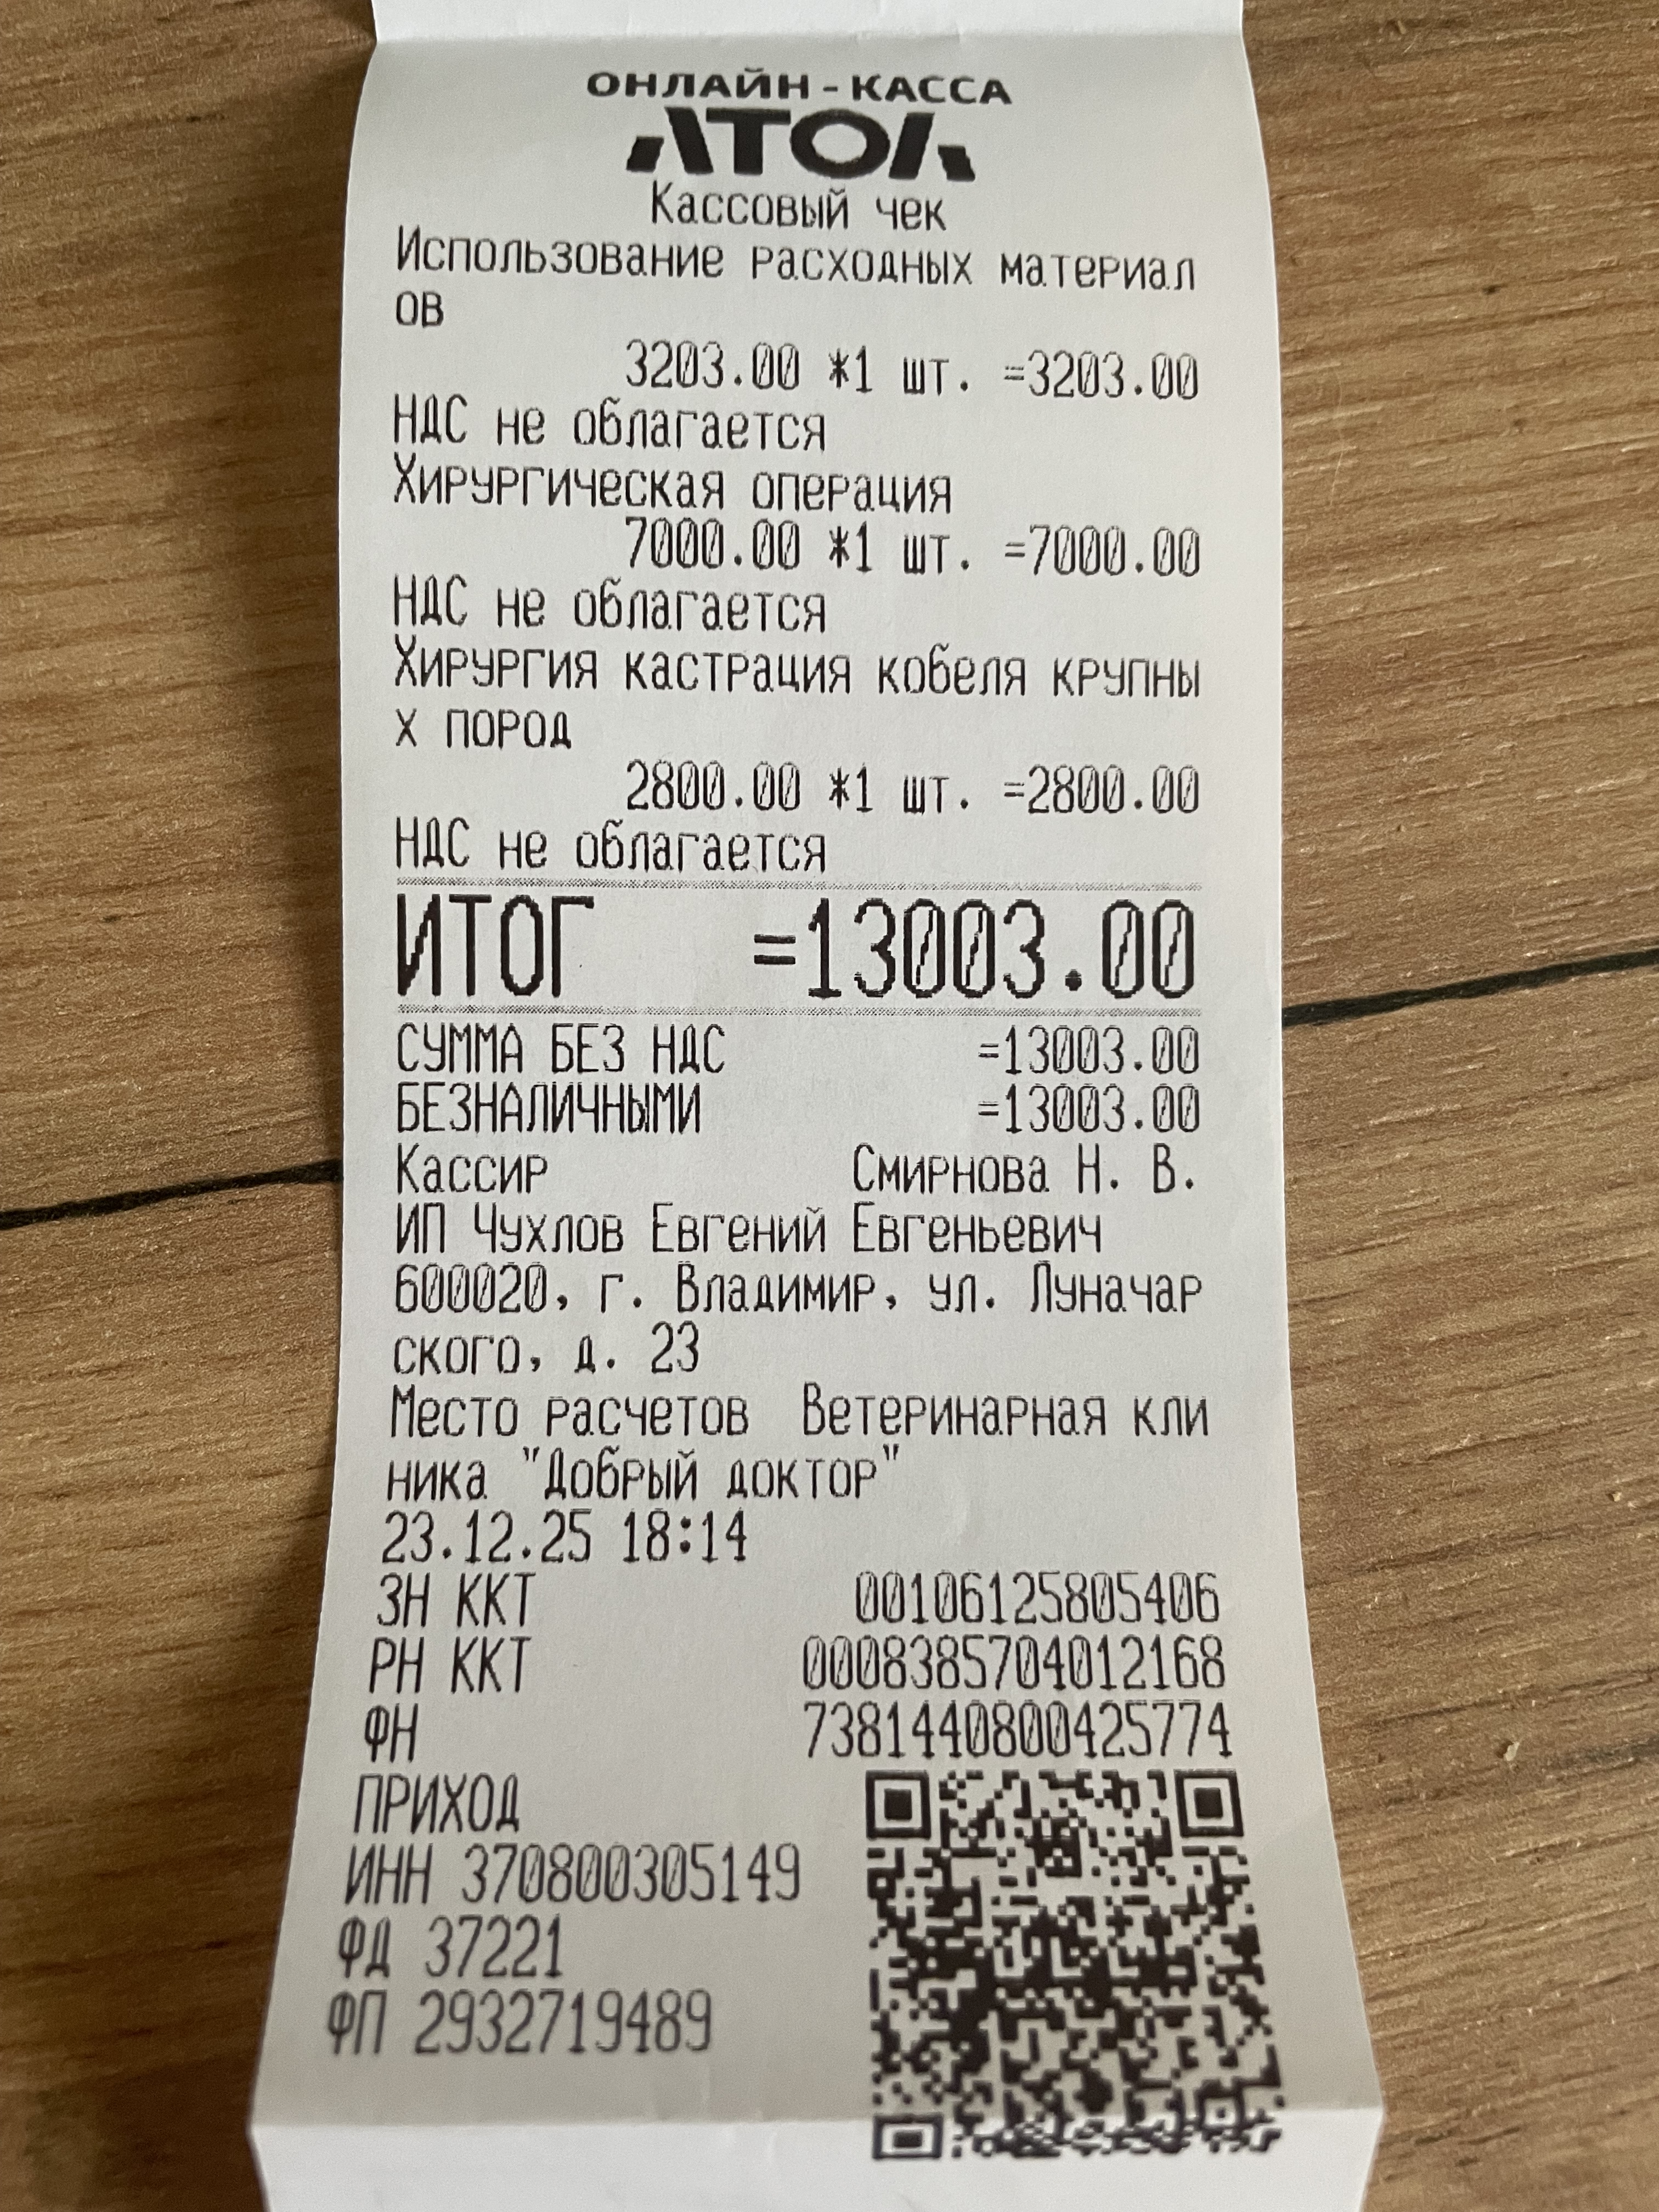 ОНЛАЙН-КАССА
АТОЛ
Кассовый чек
Использование расходных материал
ов
3203.00 *1 шт. =3203.00
НДС не облагается
Хирургическая операция
7000.00 *1 шт. =7000.00
НДС не облагается
Хирургия кастрация кобеля крупны
х пород
2800.00 *1 шт. =2800.00
НДС не облагается
ИТОГ =13003.00
СУММА БЕЗ НДС =13003.00
БЕЗНАЛИЧНЫМИ =13003.00
Кассир Смирнова Н. В.
ИП Чухлов Евгений Евгеньевич
600020, г. Владимир, ул. Луначар
ского, д. 23
Место расчетов Ветеринарная кли
ника "Добрый доктор"
23.12.25 18:14
ЗН ККТ 00106125805406
РН ККТ 0008385704012168
ФН 7381440800425774
ПРИХОД
ИНН 370800305149
ФД 37221
ФП 2932719489